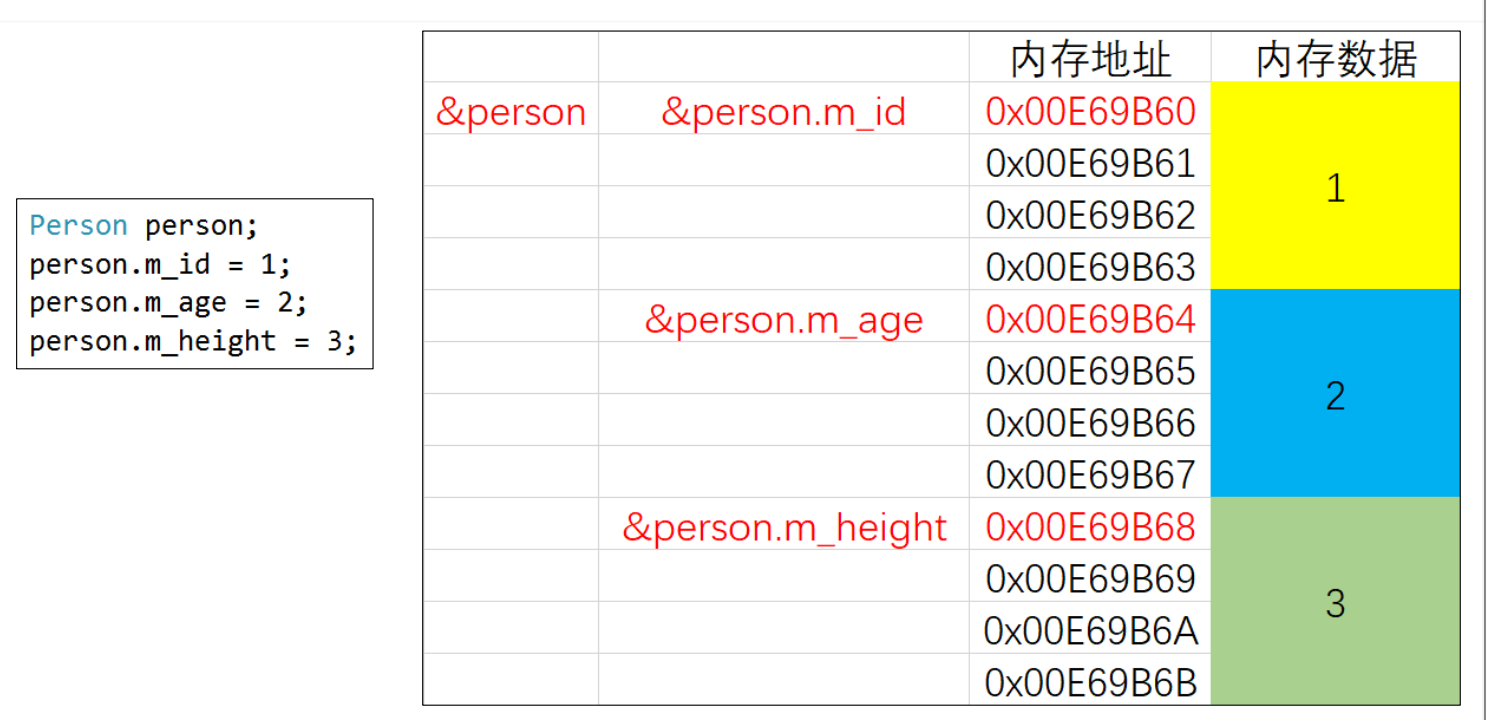 Person person;
person.m_id = 1;
person.m_age = 2;
person.m_height = 3;
内存地址 内存数据
&person &person.m_id 0x00E69B60
0x00E69B61
1
0x00E69B62
0x00E69B63
&person.m_age 0x00E69B64
0x00E69B65
2
0x00E69B66
0x00E69B67
&person.m_height 0x00E69B68
0x00E69B69
3
0x00E69B6A
0x00E69B6B